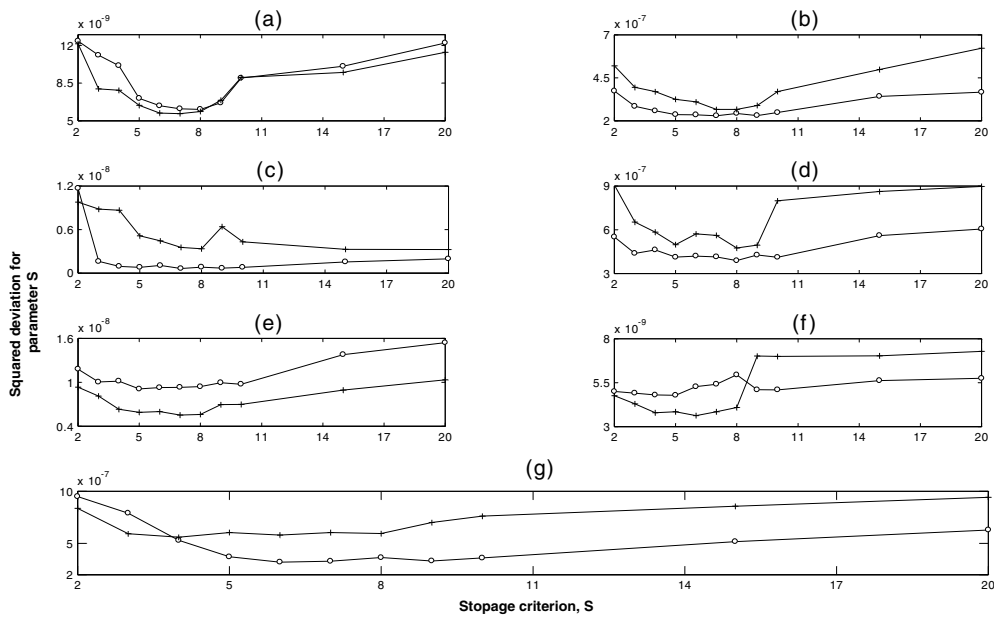 (a)
x 10-9
12
8.5
5
2 5 8 11 14 17 20
(b)
x 10-7
7
4.5
2
2 5 8 11 14 17 20
(c)
x 10-8
1.2
0.6
0
2 5 8 11 14 17 20
(d)
x 10-7
9
6
3
2 5 8 11 14 17 20
(e)
x 10-8
1.6
1
0.4
2 5 8 11 14 17 20
(f)
x 10-9
8
5.5
3
2 5 8 11 14 17 20
(g)
x 10-7
10
5
2
2 5 8 11 14 17 20
Squared deviation for
parameter S
Stopage criterion, S